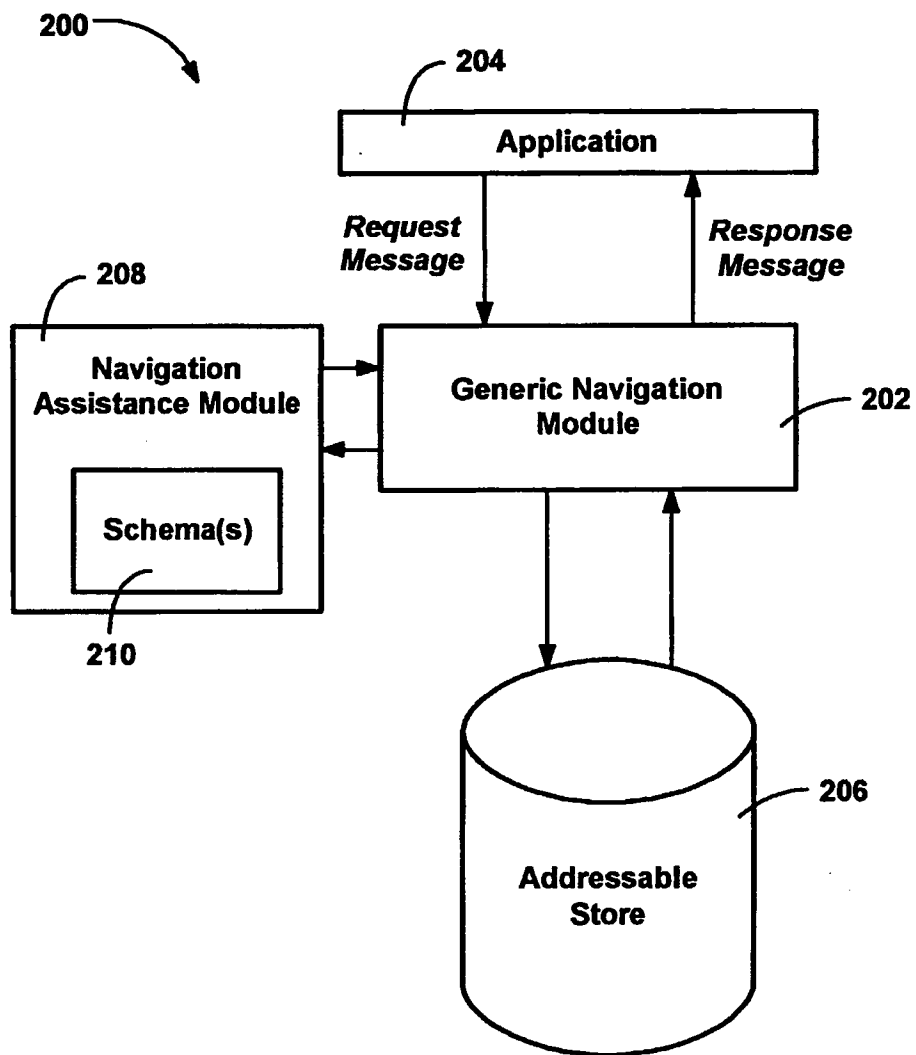 200
204
Application
Request
Message
Response
Message
208
Navigation
Assistance Module
Generic Navigation
Module
202
Schema(s)
210
206
Addressable
Store